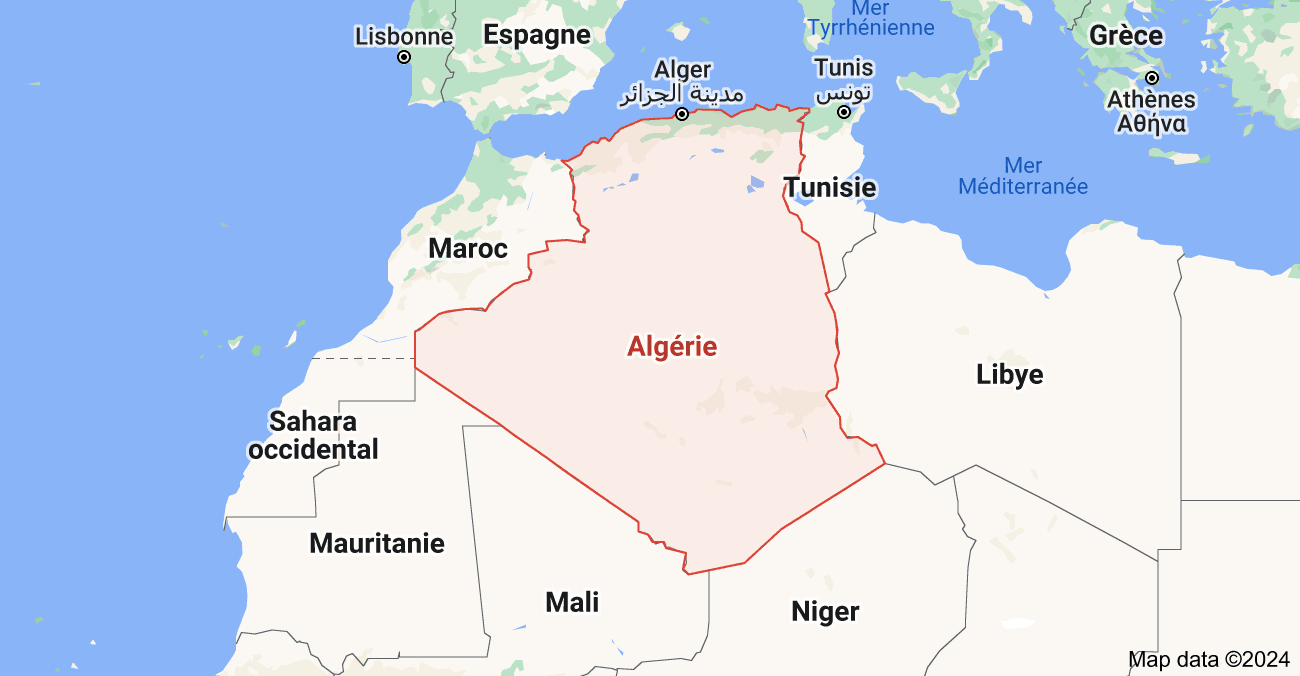 Mer
Tyrrhénienne
Lisbonne
Espagne
Grèce
Alger
مدينة الجزائر
Tunis
تونس
Athènes
Αθήνα
Mer
Méditerranée
Tunisie
Maroc
Algérie
Libye
Sahara
occidental
Mauritanie
Mali
Niger
Map data ©2024